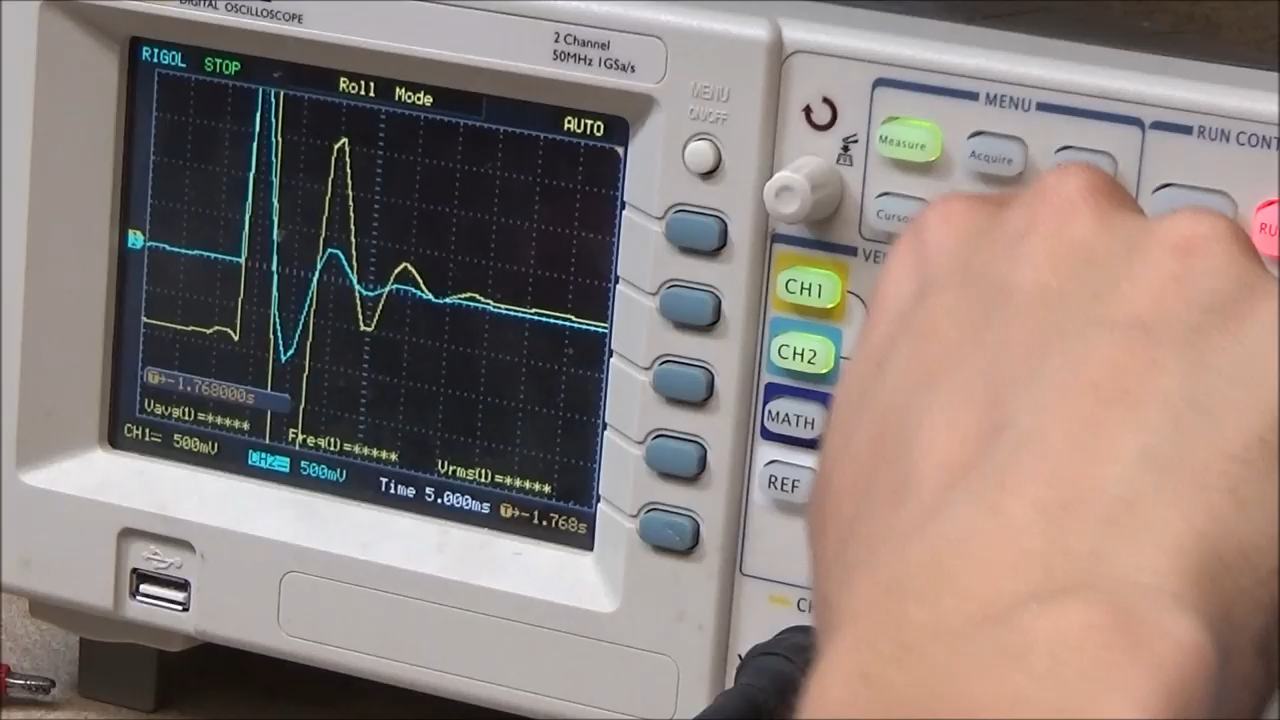 DIGITAL OSCILLOSCOPE
2 Channel
50MHz 1GSa/s
RIGOL STOP
Roll Mode
AUTO
MENU
ON/OFF
MENU
Measure
Acquire
RUN CONT
RU
CH1
CH2
MATH
REF
2
T→-1.768000s
Vavg(1)=*****
Freq(1)=*****
Vrms(1)=*****
CH1= 500mV
CH2= 500mV
Time 5.000ms
T→-1.768s